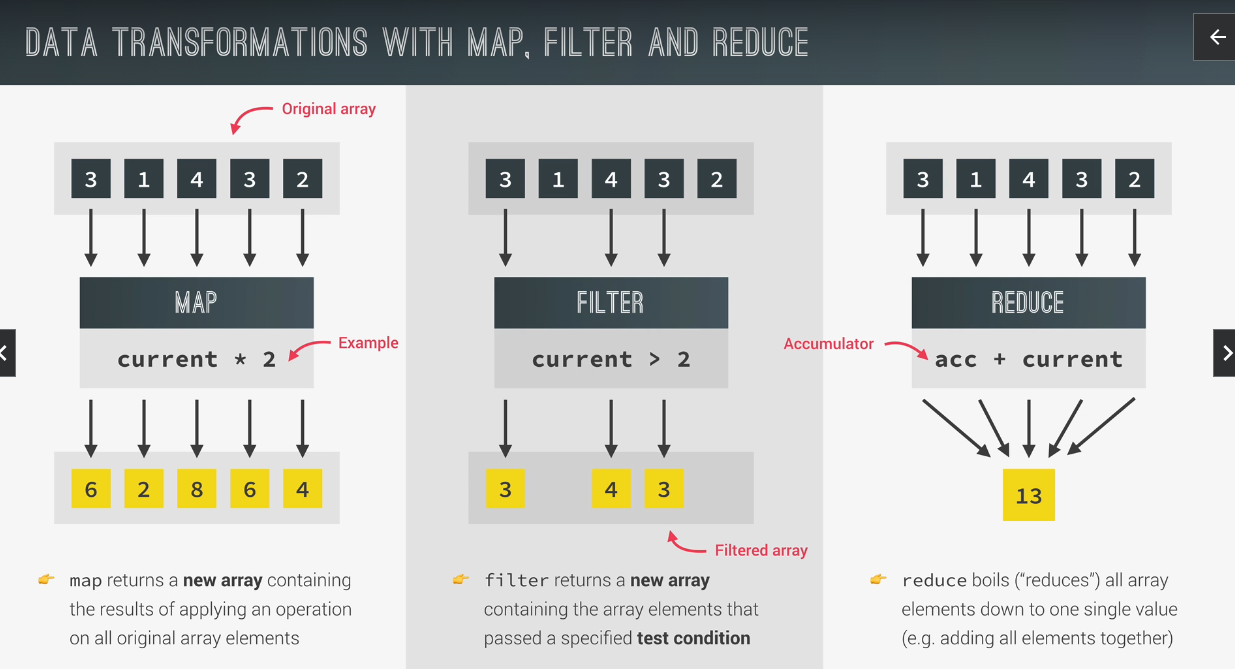 DATA TRANSFORMATIONS WITH MAP, FILTER AND REDUCE
Original array
3 1 4 3 2
MAP
current * 2
Example
6 2 8 6 4
map returns a new array containing
the results of applying an operation
on all original array elements
3 1 4 3 2
FILTER
current > 2
3 4 3
Filtered array
filter returns a new array
containing the array elements that
passed a specified test condition
3 1 4 3 2
REDUCE
Accumulator
acc + current
13
reduce boils (“reduces”) all array
elements down to one single value
(e.g. adding all elements together)